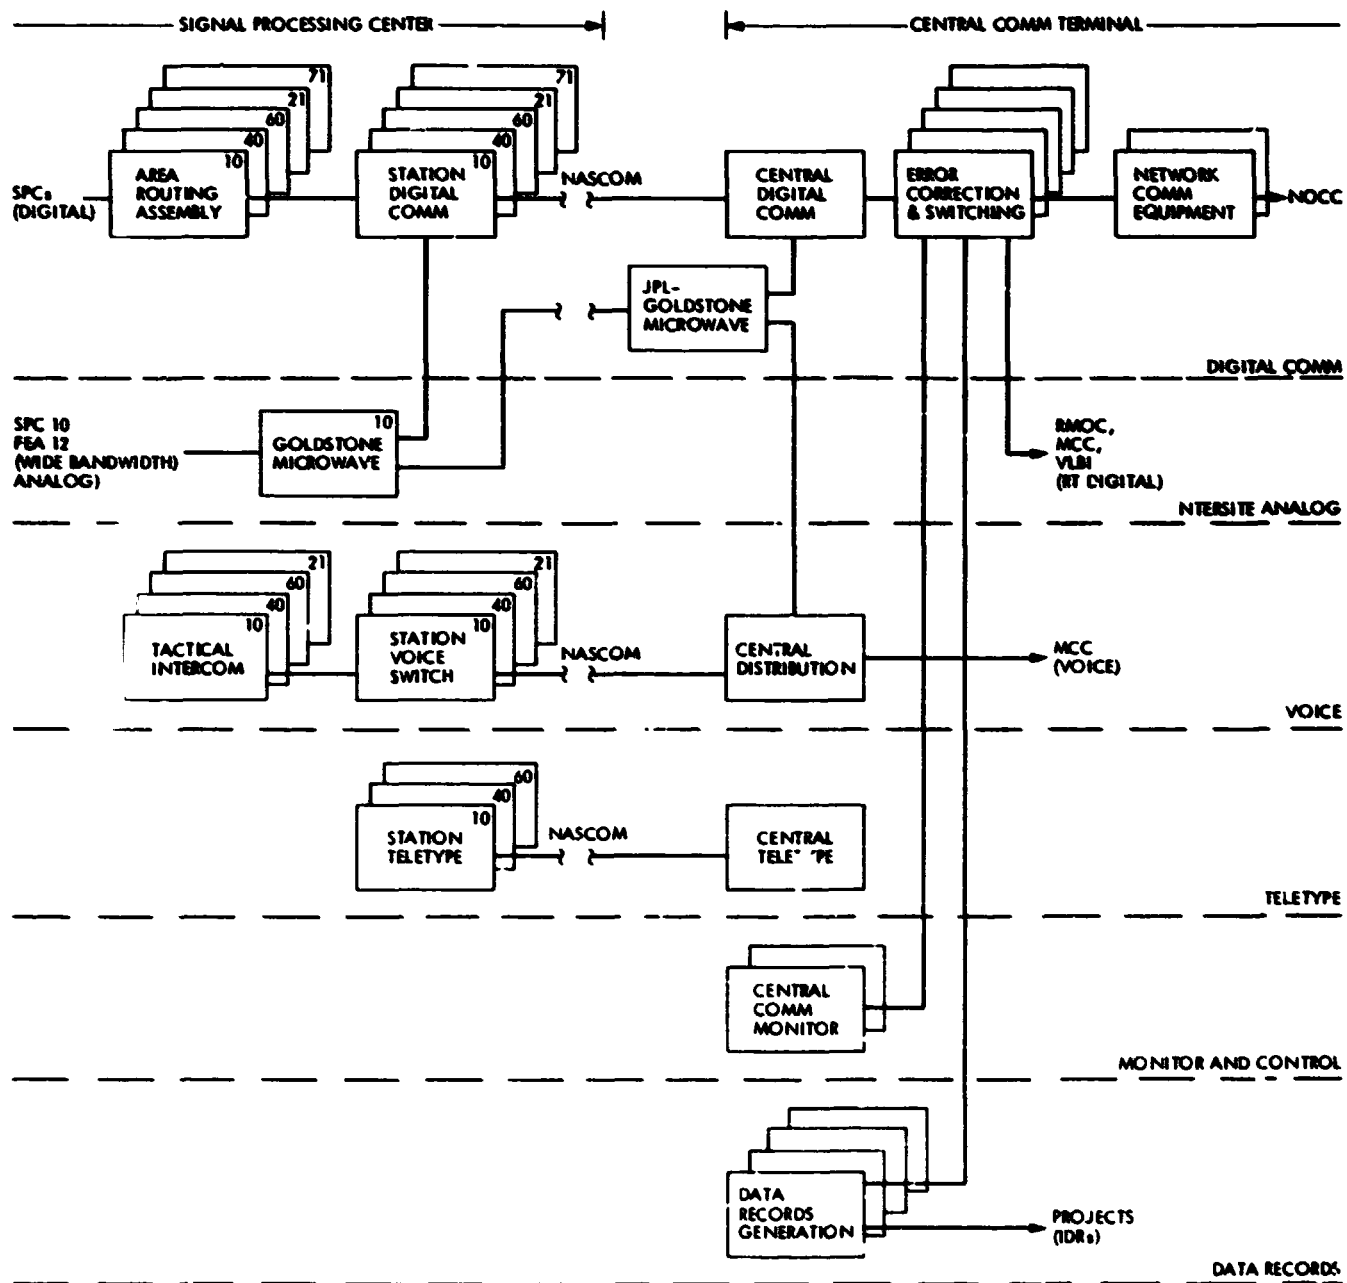 SIGNAL PROCESSING CENTER
CENTRAL COMM TERMINAL
71
21
60
40
10
AREA
ROUTING
ASSEMBLY
71
21
60
40
10
STATION
DIGITAL
COMM
SPCs
(DIGITAL)
NASCOM
CENTRAL
DIGITAL
COMM
ERROR
CORRECTION
& SWITCHING
NETWORK
COMM
EQUIPMENT
NOCC
JPL-
GOLDSTONE
MICROWAVE
DIGITAL COMM
SPC 10
FEA 12
(WIDE BANDWIDTH)
ANALOG)
10
GOLDSTONE
MICROWAVE
RMOC,
MCC,
VLBI
(RT DIGITAL)
NTERSITE ANALOG
21
60
40
10
TACTICAL
INTERCOM
21
60
40
10
STATION
VOICE
SWITCH
NASCOM
CENTRAL
DISTRIBUTION
MCC
(VOICE)
VOICE
60
40
10
STATION
TELETYPE
NASCOM
CENTRAL
TELETYPE
CENTRAL
COMM
MONITOR
MONITOR AND CONTROL
DATA
RECORDS
GENERATION
PROJECTS
(IDRs)
DATA RECORDS